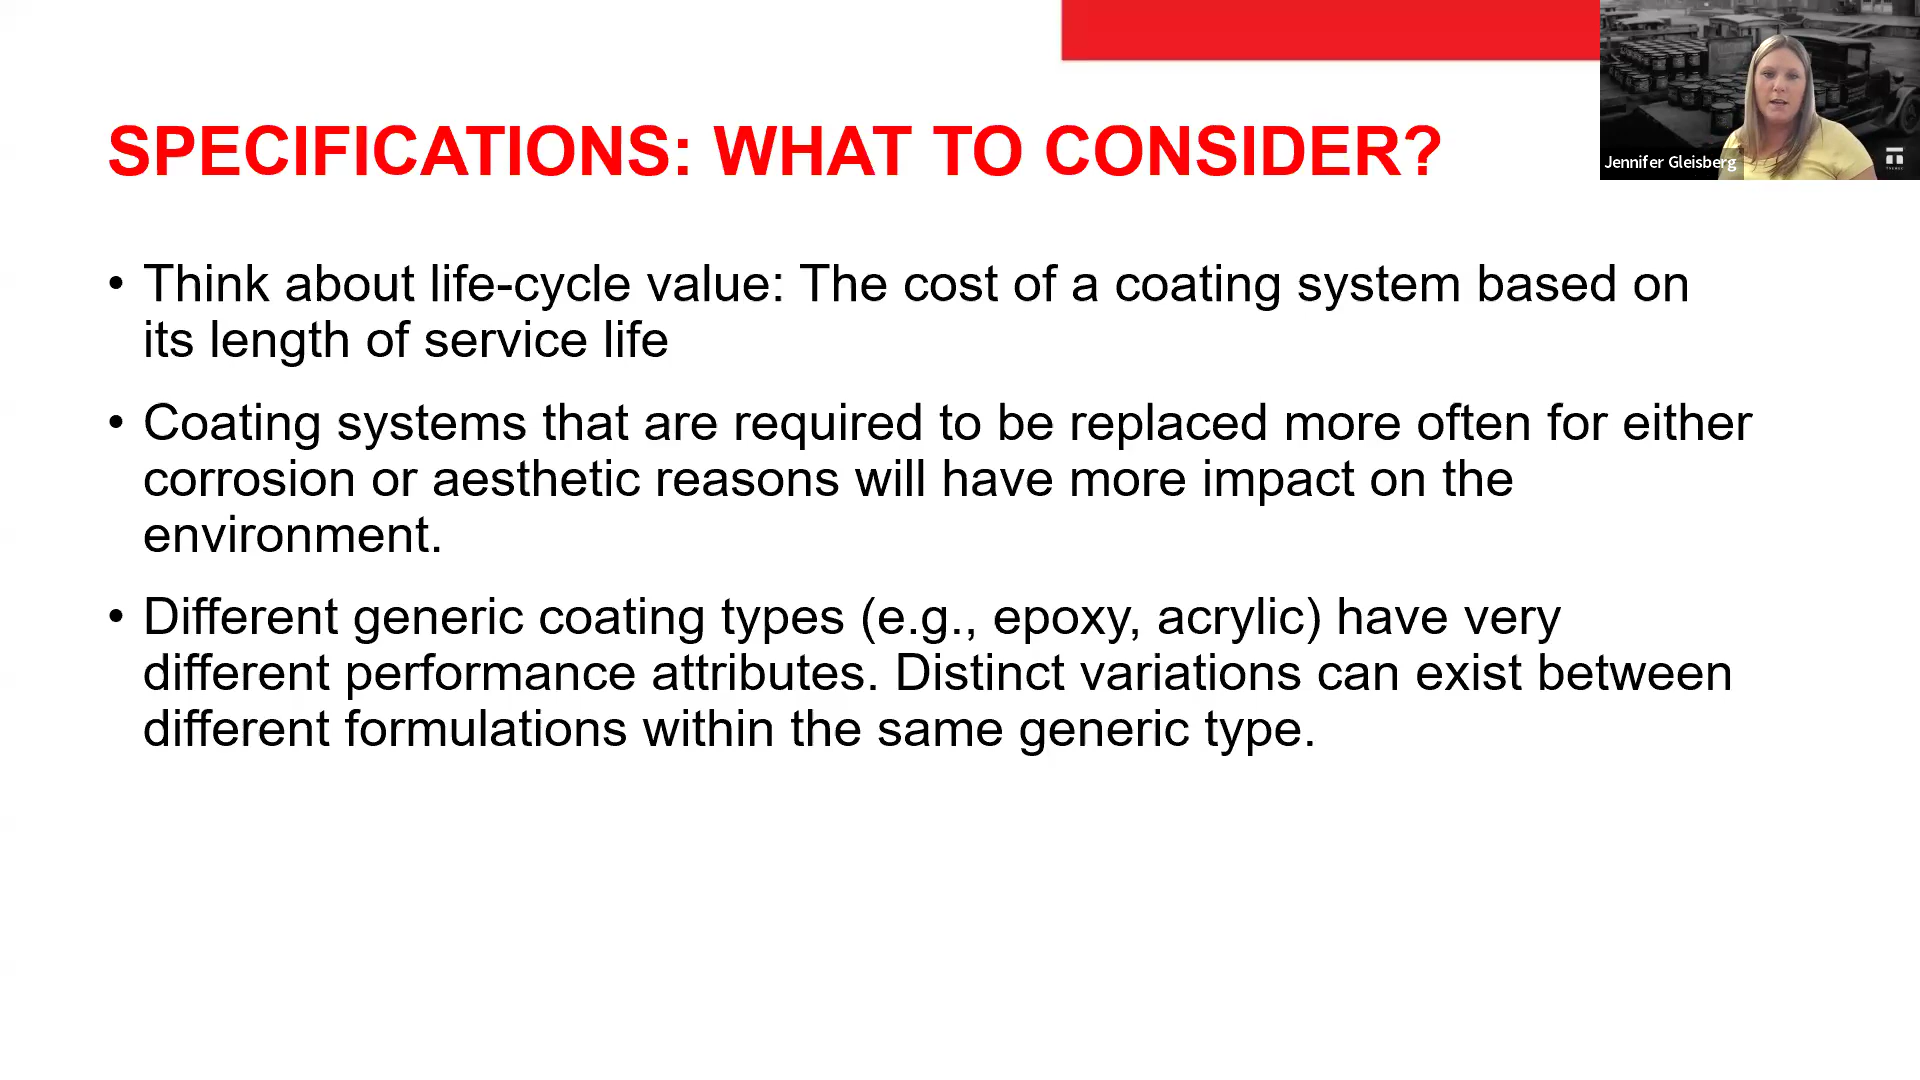 SPECIFICATIONS: WHAT TO CONSIDER?
Jennifer Gleisberg
• Think about life-cycle value: The cost of a coating system based on
its length of service life
• Coating systems that are required to be replaced more often for either
corrosion or aesthetic reasons will have more impact on the
environment.
• Different generic coating types (e.g., epoxy, acrylic) have very
different performance attributes. Distinct variations can exist between
different formulations within the same generic type.